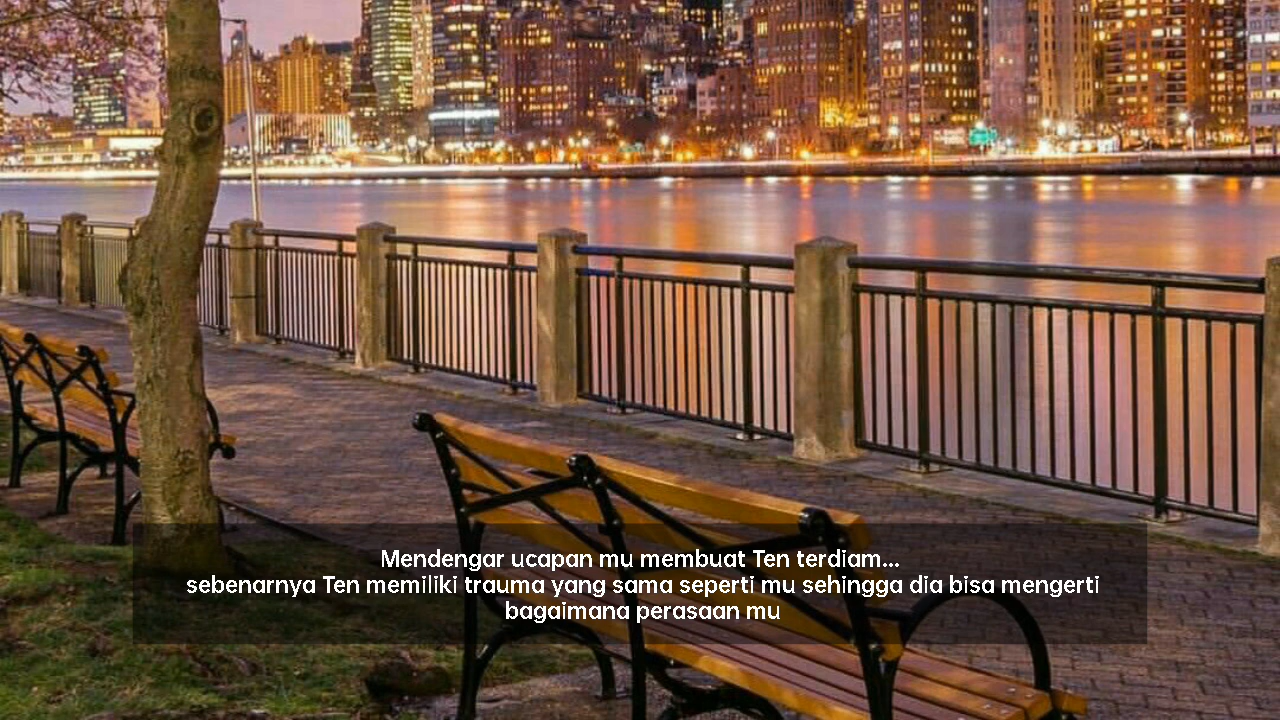 Mendengar ucapan mu membuat Ten terdiam...
sebenarnya Ten memiliki trauma yang sama seperti mu sehingga dia bisa mengerti
bagaimana perasaan mu